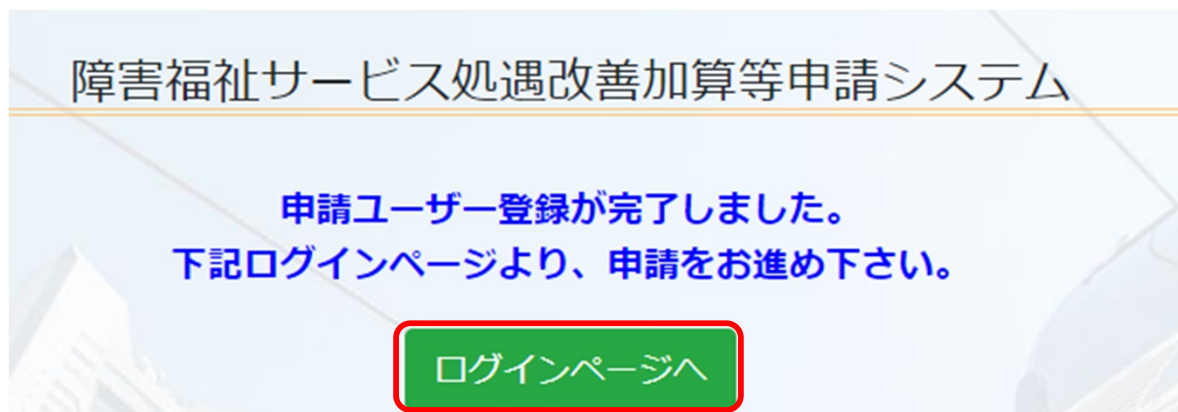 障害福祉サービス処遇改善加算等申請システム
申請ユーザー登録が完了しました。
下記ログインページより、申請をお進め下さい。
ログインページへ